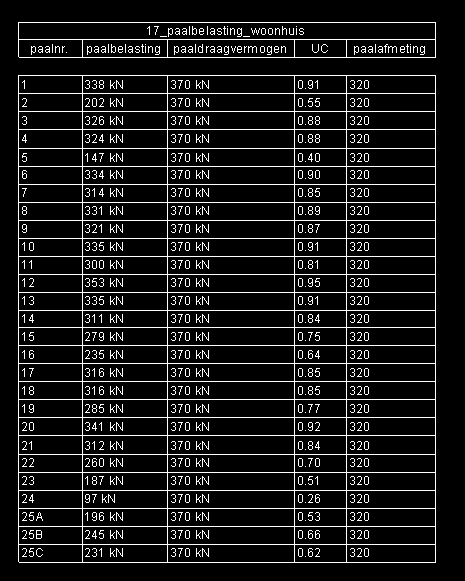 17_paalbelasting_woonhuis
paalnr. paalbelasting paaldraagvermogen UC paalafmeting
1 338 kN 370 kN 0.91 320
2 202 kN 370 kN 0.55 320
3 326 kN 370 kN 0.88 320
4 324 kN 370 kN 0.88 320
5 147 kN 370 kN 0.40 320
6 334 kN 370 kN 0.90 320
7 314 kN 370 kN 0.85 320
8 331 kN 370 kN 0.89 320
9 321 kN 370 kN 0.87 320
10 335 kN 370 kN 0.91 320
11 300 kN 370 kN 0.81 320
12 353 kN 370 kN 0.95 320
13 335 kN 370 kN 0.91 320
14 311 kN 370 kN 0.84 320
15 279 kN 370 kN 0.75 320
16 235 kN 370 kN 0.64 320
17 316 kN 370 kN 0.85 320
18 316 kN 370 kN 0.85 320
19 285 kN 370 kN 0.77 320
20 341 kN 370 kN 0.92 320
21 312 kN 370 kN 0.84 320
22 260 kN 370 kN 0.70 320
23 187 kN 370 kN 0.51 320
24 97 kN 370 kN 0.26 320
25A 196 kN 370 kN 0.53 320
25B 245 kN 370 kN 0.66 320
25C 231 kN 370 kN 0.62 320